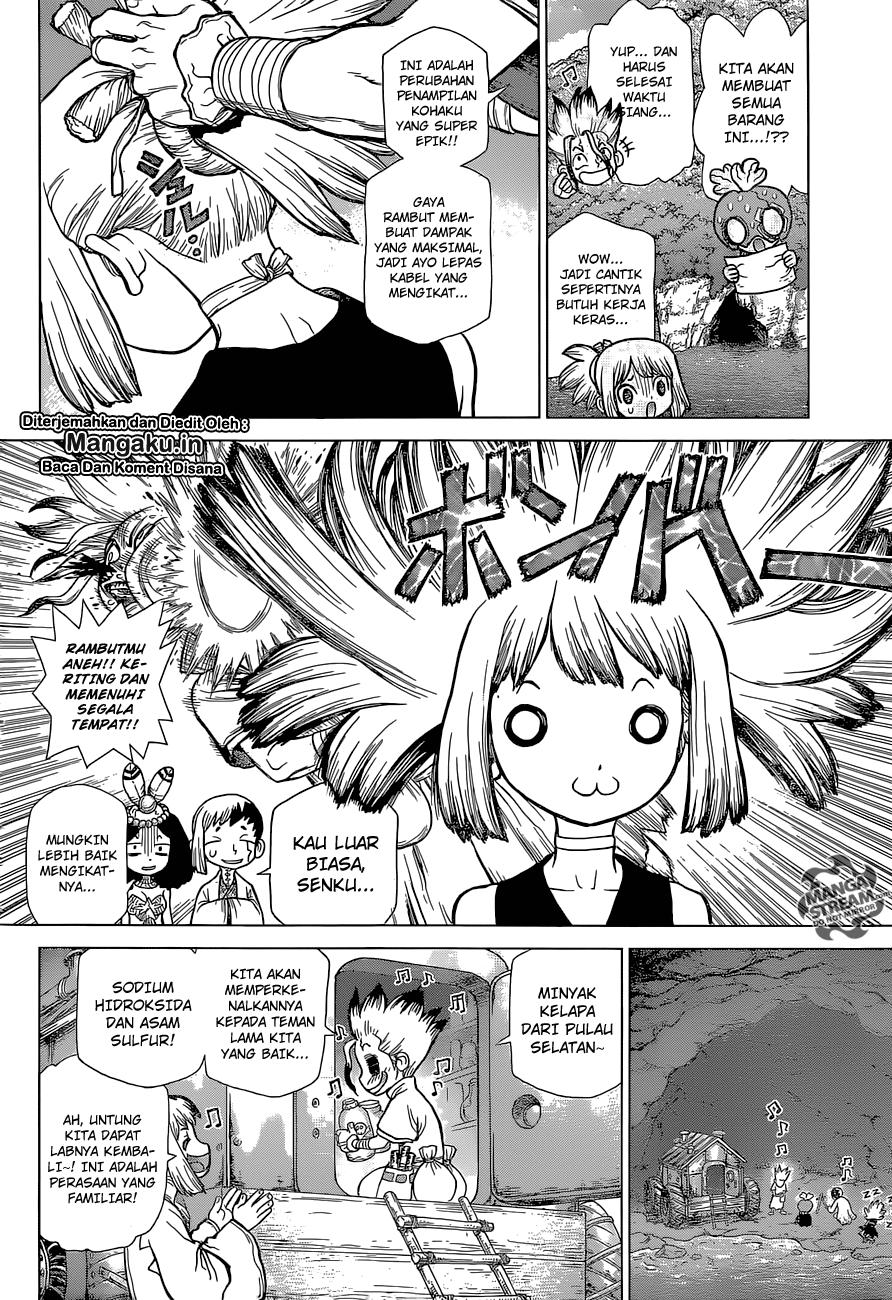 KITA AKAN
MEMBUAT
SEMUA
BARANG
INI...!??
YUP... DAN
HARUS
SELESAI
WAKTU
SIANG...
WOW...
JADI CANTIK
SEPERTINYA
BUTUH KERJA
KERAS...
INI ADALAH
PERUBAHAN
PENAMPILAN
KOHAKU
YANG SUPER
EPIK!!
GAYA
RAMBUT MEM-
BUAT DAMPAK
YANG MAKSIMAL,
JADI AYO LEPAS
KABEL YANG
MENGIKAT...
Diterjemahkan dan Diedit Oleh :
Mangaku.in
Baca Dan Koment Disana
ボンバー
KAU LUAR
BIASA,
SENKU...
RAMBUTMU
ANEH!! KE-
RITING DAN
MEMENUHI
SEGALA
TEMPAT!!
MUNGKIN
LEBIH BAIK
MENGIKAT-
NYA...
MANGA
STREAM
DO NOT MIRROR
MINYAK
KELAPA
DARI PULAU
SELATAN~
KITA AKAN
MEMPERKE-
NALKANNYA
KEPADA TEMAN
LAMA KITA
YANG BAIK...
SODIUM
HIDROKSIDA
DAN ASAM
SULFUR!
AH, UNTUNG
KITA DAPAT
LABNYA KEMBA-
LI~! INI ADALAH
PERASAAN YANG
FAMILIAR!